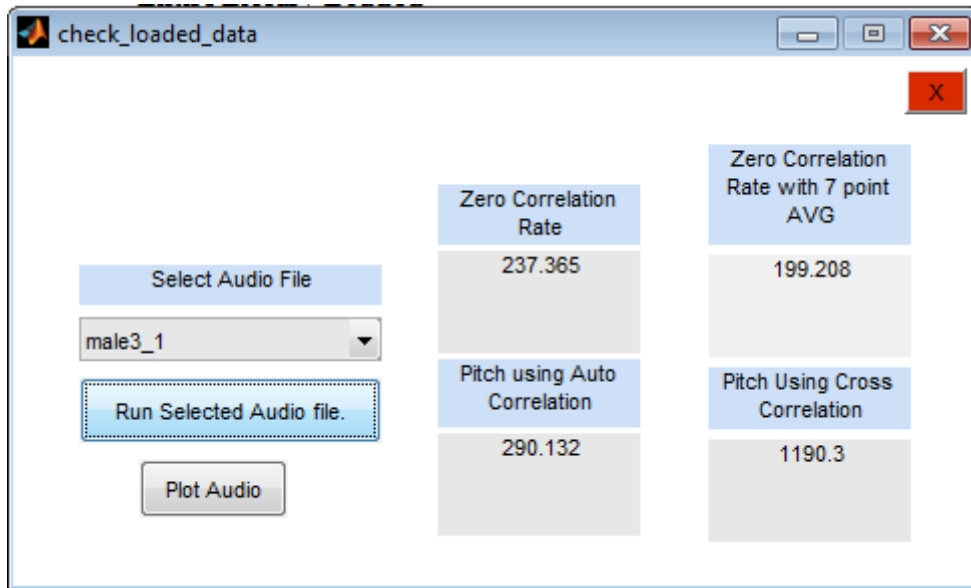 check_loaded_data
X
Select Audio File
male3_1
Run Selected Audio file.
Plot Audio
Zero Correlation
Rate
237.365
Pitch using Auto
Correlation
290.132
Zero Correlation
Rate with 7 point
AVG
199.208
Pitch Using Cross
Correlation
1190.3